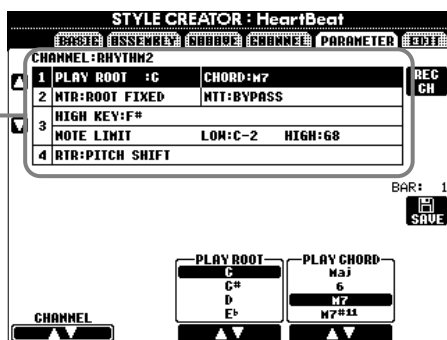 STYLE CREATOR : HeartBeat
BASIC ASSEMBLY GROOVE CHANNEL PARAMETER EDIT
CHANNEL:RHYTHM2
1 PLAY ROOT :C CHORD:M7
2 NTR:ROOT FIXED NTT:BYPASS
3 HIGH KEY:F#
NOTE LIMIT LOW:C-2 HIGH:G8
4 RTR:PITCH SHIFT
REC
CH
BAR: 1
SAVE
PLAY ROOT PLAY CHORD
C Maj
C# 6
D M7
E♭ M7#11
CHANNEL